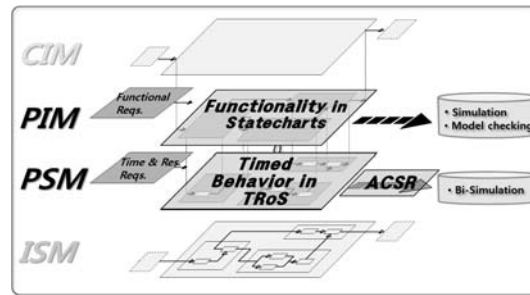 CIM
Functional
Reqs.
PIM
Functionality in
Statecharts
• Simulation
• Model checking
Time & Res.
Reqs.
PSM
Timed
Behavior in
TRoS
ACSR
• Bi-Simulation
ISM